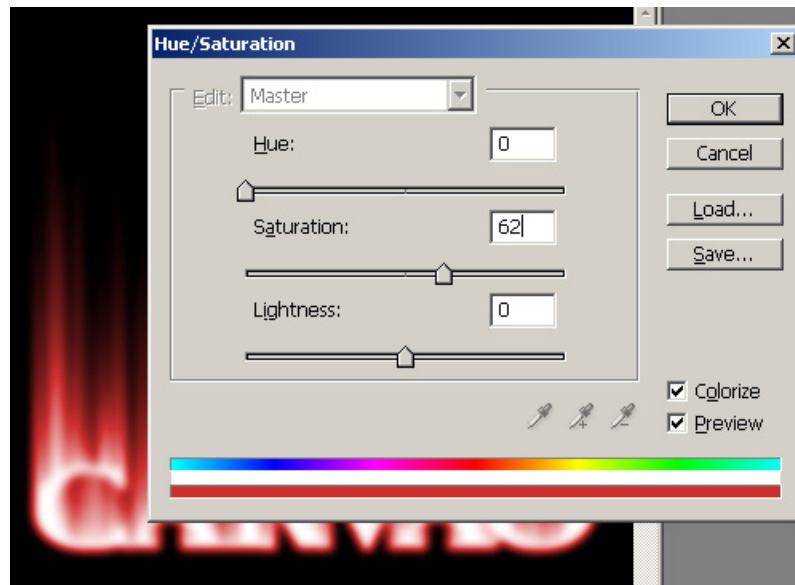 Hue/Saturation
Edit: Master
OK
Hue: 0
Cancel
Saturation: 62
Load...
Save...
Lightness: 0
Colorize
Preview